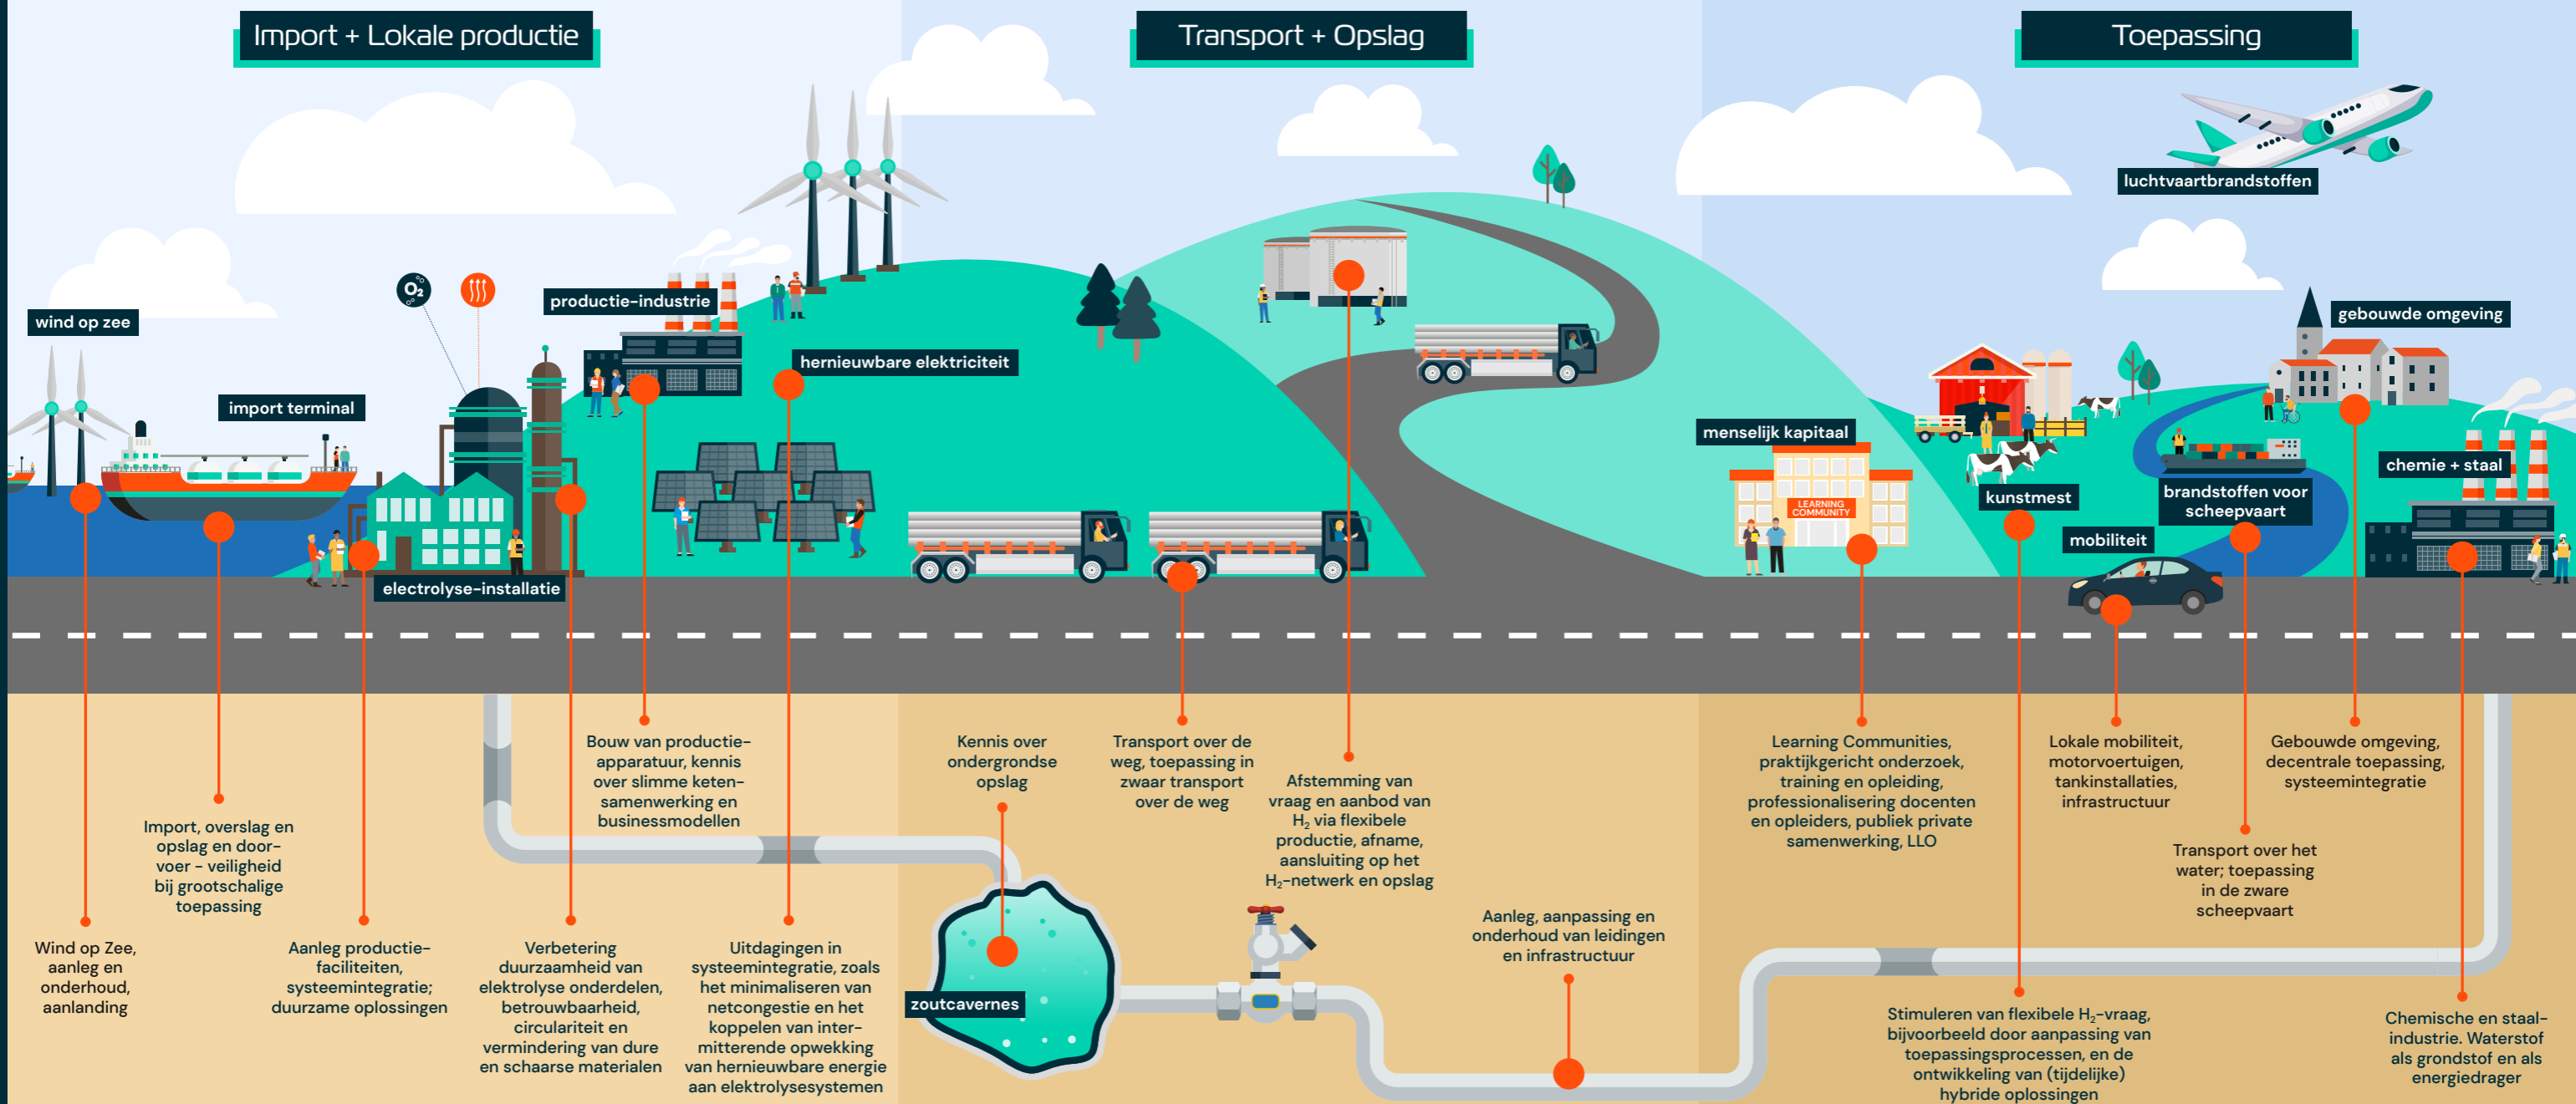 Import + Lokale productie
Transport + Opslag
Toepassing
luchtvaartbrandstoffen
O₂
productie-industrie
wind op zee
gebouwde omgeving
hernieuwbare elektriciteit
import terminal
menselijk kapitaal
chemie + staal
LEARNING
COMMUNITY
kunstmest
brandstoffen voor
scheepvaart
mobiliteit
electrolyse-installatie
Wind op Zee,
aanleg en
onderhoud,
aanlanding
Import, overslag en
opslag en door-
voer - veiligheid
bij grootschalige
toepassing
Aanleg productie-
faciliteiten,
systeemintegratie;
duurzame oplossingen
Verbetering
duurzaamheid van
elektrolyse onderdelen,
betrouwbaarheid,
circulariteit en
vermindering van dure
en schaarse materialen
Bouw van productie-
apparatuur, kennis
over slimme keten-
samenwerking en
businessmodellen
Uitdagingen in
systeemintegratie, zoals
het minimaliseren van
netcongestie en het
koppelen van inter-
mitterende opwekking
van hernieuwbare energie
aan elektrolysesystemen
Kennis over
ondergrondse
opslag
zoutcavernes
Transport over de
weg, toepassing in
zwaar transport
over de weg
Afstemming van
vraag en aanbod van
H₂ via flexibele
productie, afname,
aansluiting op het
H₂-netwerk en opslag
Aanleg, aanpassing en
onderhoud van leidingen
en infrastructuur
Learning Communities,
praktijkgericht onderzoek,
training en opleiding,
professionalisering docenten
en opleiders, publiek private
samenwerking, LLO
Stimuleren van flexibele H₂-vraag,
bijvoorbeeld door aanpassing van
toepassingsprocessen, en de
ontwikkeling van (tijdelijke)
hybride oplossingen
Lokale mobiliteit,
motorvoertuigen,
tankinstallaties,
infrastructuur
Transport over het
water; toepassing
in de zware
scheepvaart
Gebouwde omgeving,
decentrale toepassing,
systeemintegratie
Chemische en staal-
industrie. Waterstof
als grondstof en als
energiedrager